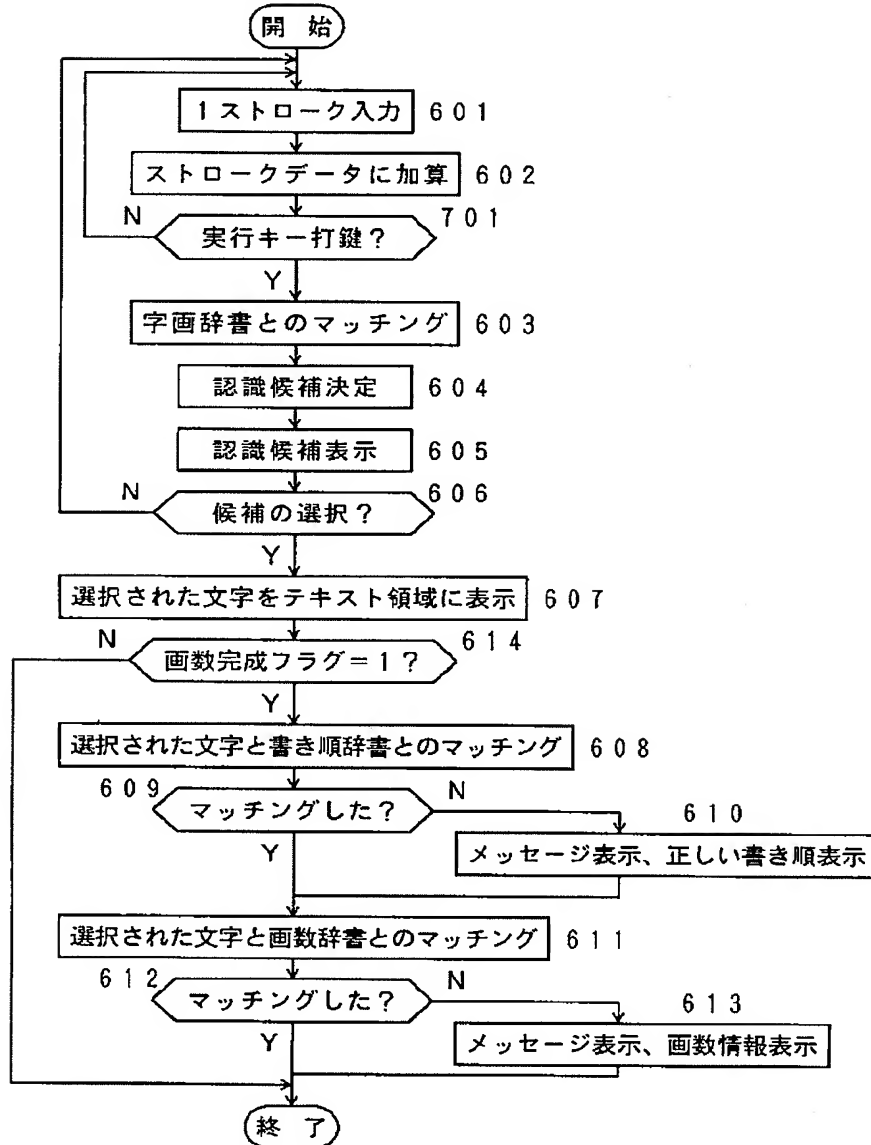 開 始
1ストローク入力 601
ストロークデータに加算 602
N 701
実行キー打鍵?
Y
字画辞書とのマッチング 603
認識候補決定 604
認識候補表示 605
N 606
候補の選択?
Y
選択された文字をテキスト領域に表示 607
N 614
画数完成フラグ=1?
Y
選択された文字と書き順辞書とのマッチング 608
609 マッチングした? N
610
Y メッセージ表示、正しい書き順表示
選択された文字と画数辞書とのマッチング 611
612 マッチングした? N
613
Y メッセージ表示、画数情報表示
終 了